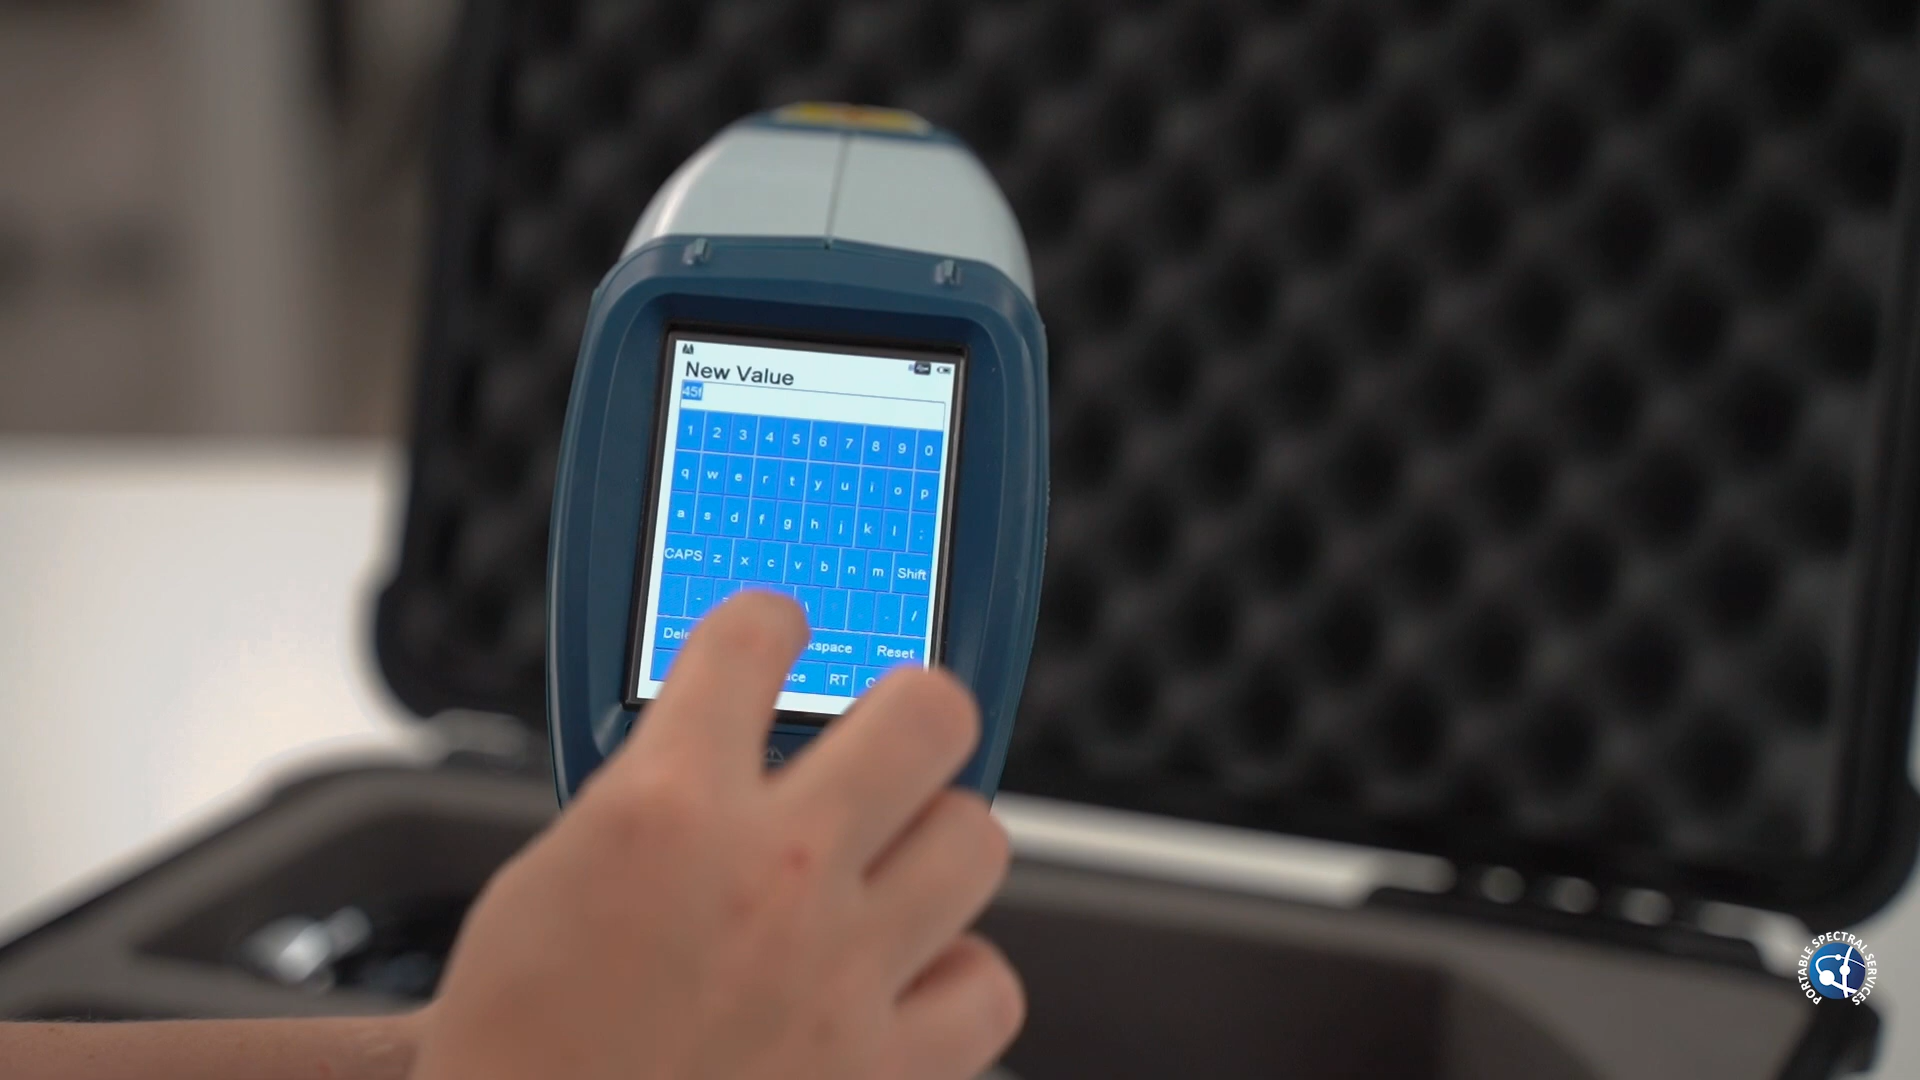 New Value
45f
1 2 3 4 5 6 7 8 9 0
q w e r t y u i o p
a s d f g h j k l ;
CAPS z x c v b n m Shift
- \ . /
Reset
RT
PORTABLE SPECTRAL SERVICES